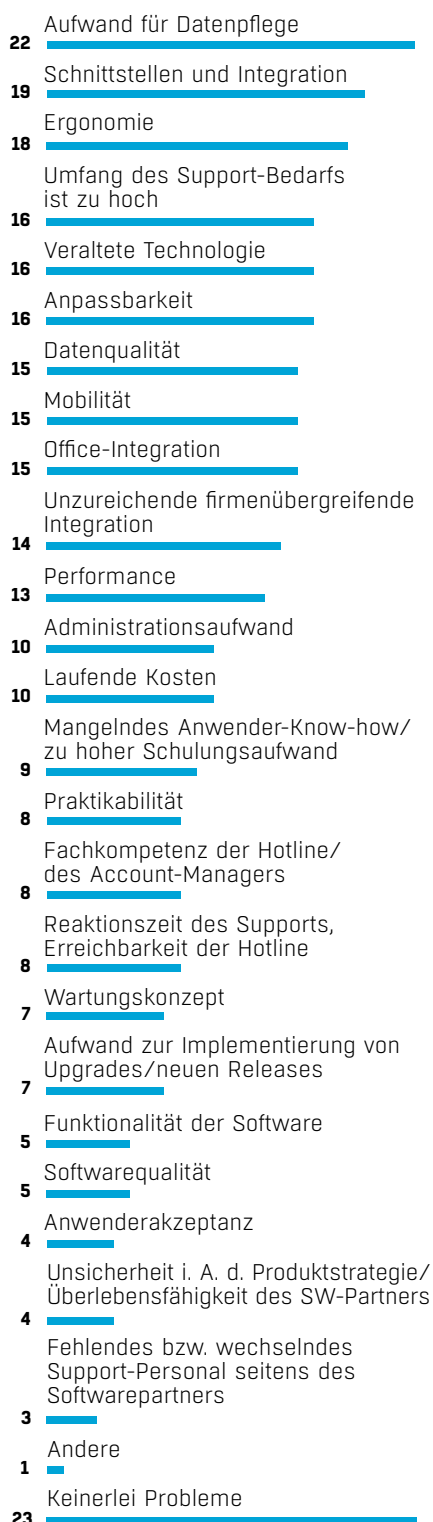 Aufwand für Datenpflege
22
Schnittstellen und Integration
19
Ergonomie
18
Umfang des Support-Bedarfs
ist zu hoch
16
Veraltete Technologie
16
Anpassbarkeit
16
Datenqualität
15
Mobilität
15
Office-Integration
15
Unzureichende firmenübergreifende
Integration
14
Performance
13
Administrationsaufwand
10
Laufende Kosten
10
Mangelndes Anwender-Know-how/
zu hoher Schulungsaufwand
9
Praktikabilität
8
Fachkompetenz der Hotline/
des Account-Managers
8
Reaktionszeit des Supports,
Erreichbarkeit der Hotline
8
Wartungskonzept
7
Aufwand zur Implementierung von
Upgrades/neuen Releases
7
Funktionalität der Software
5
Softwarequalität
5
Anwenderakzeptanz
4
Unsicherheit i. A. d. Produktstrategie/
Überlebensfähigkeit des SW-Partners
4
Fehlendes bzw. wechselndes
Support-Personal seitens des
Softwarepartners
3
Andere
1
Keinerlei Probleme
23